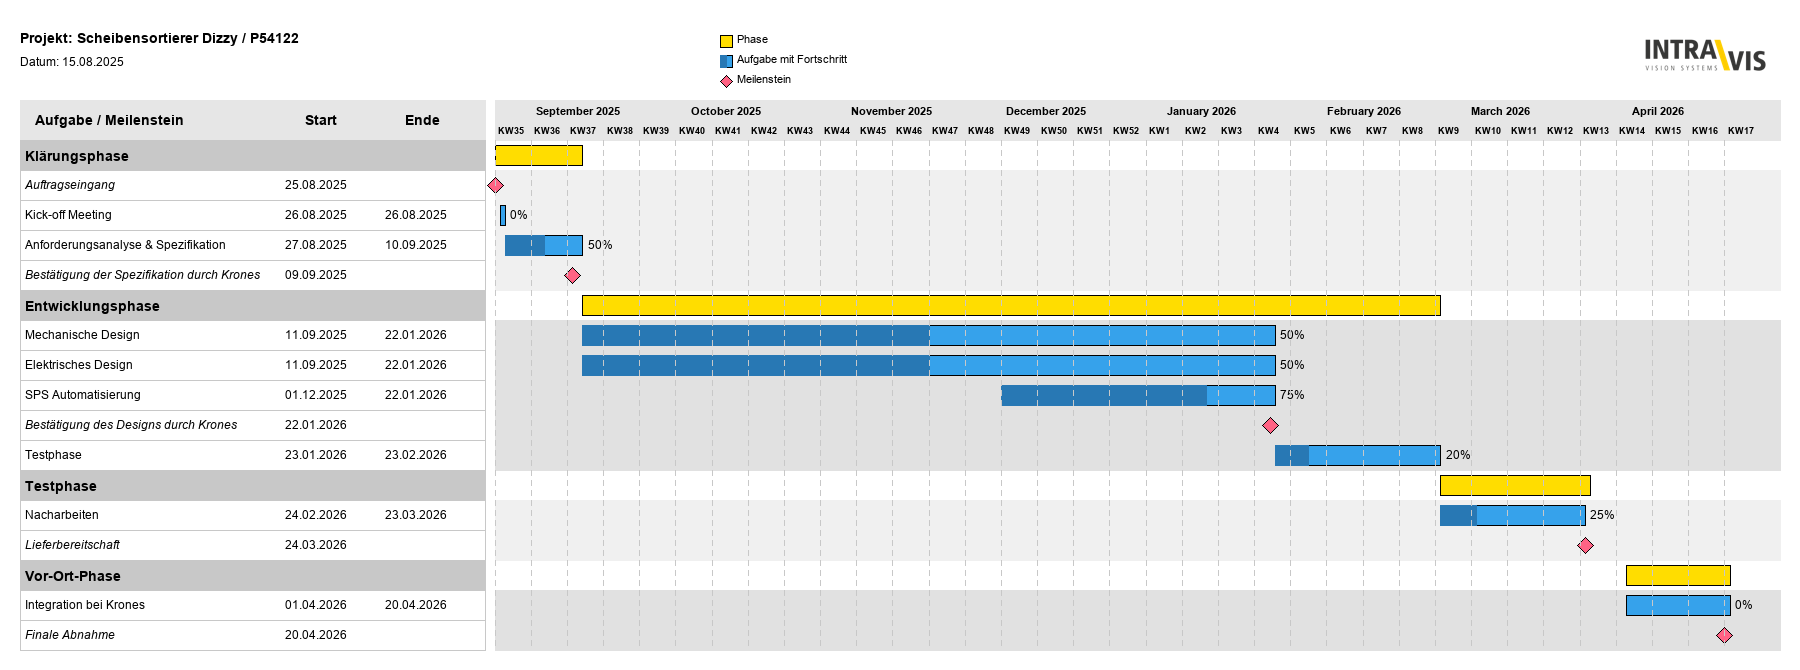 Projekt: Scheibensortierer Dizzy / P54122
Datum: 15.08.2025
Phase
Aufgabe mit Fortschritt
Meilenstein
INTRAVIS
VISION SYSTEMS
Aufgabe / Meilenstein Start Ende
September 2025 October 2025 November 2025 December 2025 January 2026 February 2026 March 2026 April 2026
KW35 KW36 KW37 KW38 KW39 KW40 KW41 KW42 KW43 KW44 KW45 KW46 KW47 KW48 KW49 KW50 KW51 KW52 KW1 KW2 KW3 KW4 KW5 KW6 KW7 KW8 KW9 KW10 KW11 KW12 KW13 KW14 KW15 KW16 KW17
Klärungsphase
Auftragseingang 25.08.2025
Kick-off Meeting 26.08.2025 26.08.2025 0%
Anforderungsanalyse & Spezifikation 27.08.2025 10.09.2025 50%
Bestätigung der Spezifikation durch Krones 09.09.2025
Entwicklungsphase
Mechanische Design 11.09.2025 22.01.2026 50%
Elektrisches Design 11.09.2025 22.01.2026 50%
SPS Automatisierung 01.12.2025 22.01.2026 75%
Bestätigung des Designs durch Krones 22.01.2026
Testphase 23.01.2026 23.02.2026 20%
Testphase
Nacharbeiten 24.02.2026 23.03.2026 25%
Lieferbereitschaft 24.03.2026
Vor-Ort-Phase
Integration bei Krones 01.04.2026 20.04.2026 0%
Finale Abnahme 20.04.2026